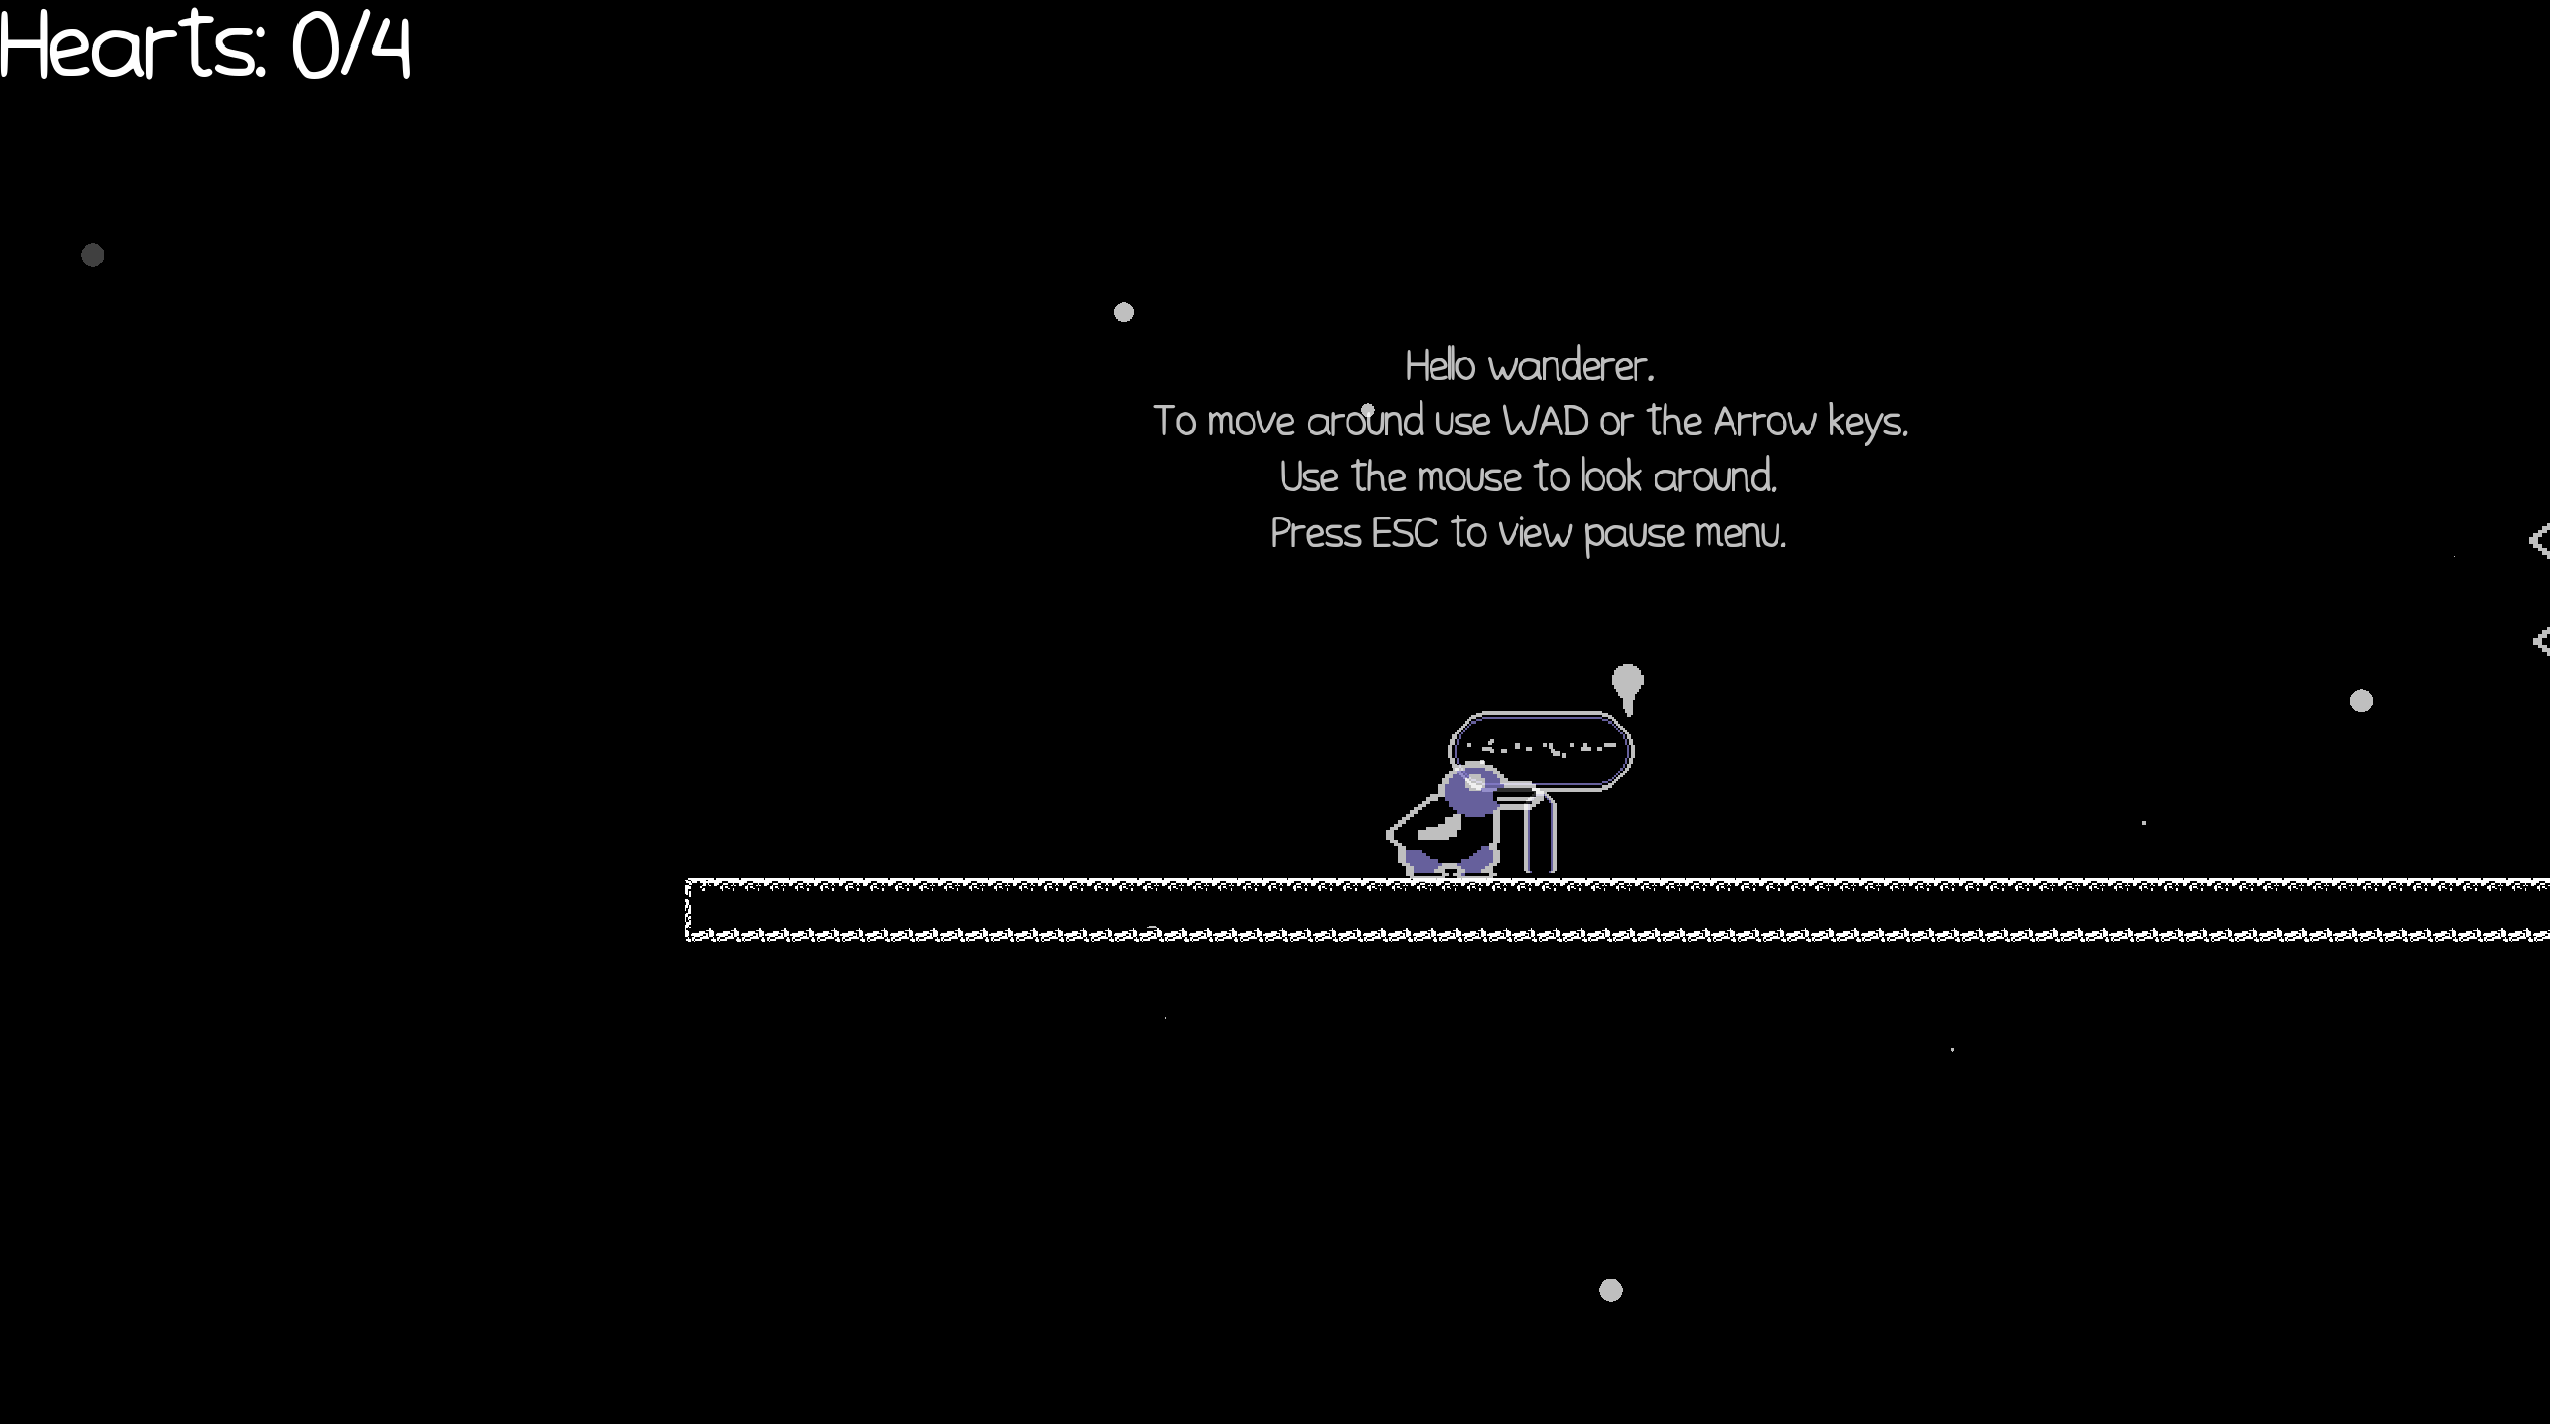 Hearts: 0/4
Hello wanderer.
To move around use WAD or the Arrow keys.
Use the mouse to look around.
Press ESC to view pause menu.